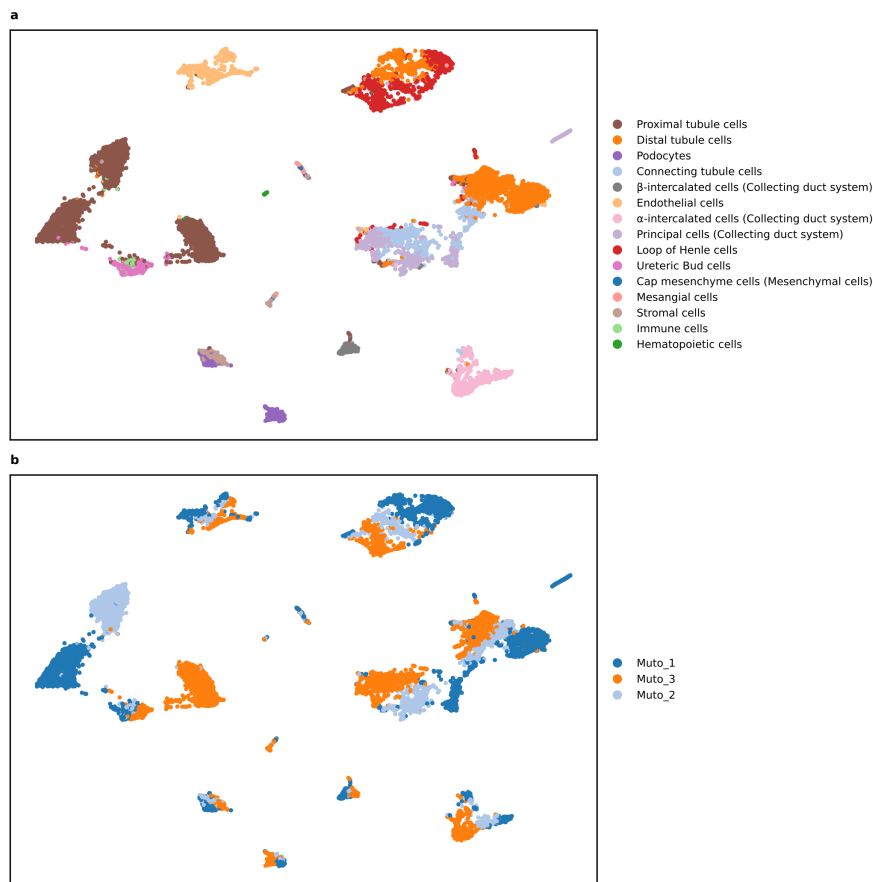 a
Proximal tubule cells
Distal tubule cells
Podocytes
Connecting tubule cells
β-intercalated cells (Collecting duct system)
Endothelial cells
α-intercalated cells (Collecting duct system)
Principal cells (Collecting duct system)
Loop of Henle cells
Ureteric Bud cells
Cap mesenchyme cells (Mesenchymal cells)
Mesangial cells
Stromal cells
Immune cells
Hematopoietic cells
b
Muto_1
Muto_3
Muto_2